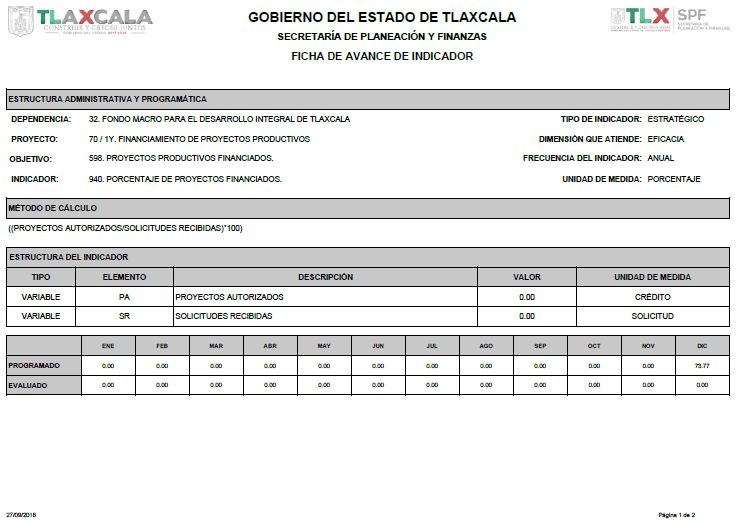 TLAXCALA
CONSTRUIR Y CRECER JUNTOS
GOBIERNO DEL ESTADO 2017-2021
GOBIERNO DEL ESTADO DE TLAXCALA
SECRETARÍA DE PLANEACIÓN Y FINANZAS
FICHA DE AVANCE DE INDICADOR
TLX SPF
SECRETARÍA DE
PLANEACIÓN Y FINANZAS
CONSTRUIR Y CRECER JUNTOS
ESTRUCTURA ADMINISTRATIVA Y PROGRAMÁTICA
DEPENDENCIA: 32. FONDO MACRO PARA EL DESARROLLO INTEGRAL DE TLAXCALA TIPO DE INDICADOR: ESTRATÉGICO
PROYECTO: 70 / 1Y. FINANCIAMIENTO DE PROYECTOS PRODUCTIVOS DIMENSIÓN QUE ATIENDE: EFICACIA
OBJETIVO: 598. PROYECTOS PRODUCTIVOS FINANCIADOS. FRECUENCIA DEL INDICADOR: ANUAL
INDICADOR: 940. PORCENTAJE DE PROYECTOS FINANCIADOS. UNIDAD DE MEDIDA: PORCENTAJE
MÉTODO DE CÁLCULO
((PROYECTOS AUTORIZADOS/SOLICITUDES RECIBIDAS)*100)
ESTRUCTURA DEL INDICADOR
TIPO ELEMENTO DESCRIPCIÓN VALOR UNIDAD DE MEDIDA
VARIABLE PA PROYECTOS AUTORIZADOS 0.00 CRÉDITO
VARIABLE SR SOLICITUDES RECIBIDAS 0.00 SOLICITUD
ENE FEB MAR ABR MAY JUN JUL AGO SEP OCT NOV DIC
PROGRAMADO 0.00 0.00 0.00 0.00 0.00 0.00 0.00 0.00 0.00 0.00 0.00 73.77
EVALUADO 0.00 0.00 0.00 0.00 0.00 0.00 0.00 0.00 0.00 0.00 0.00 0.00
27/09/2018 Página 1 de 2